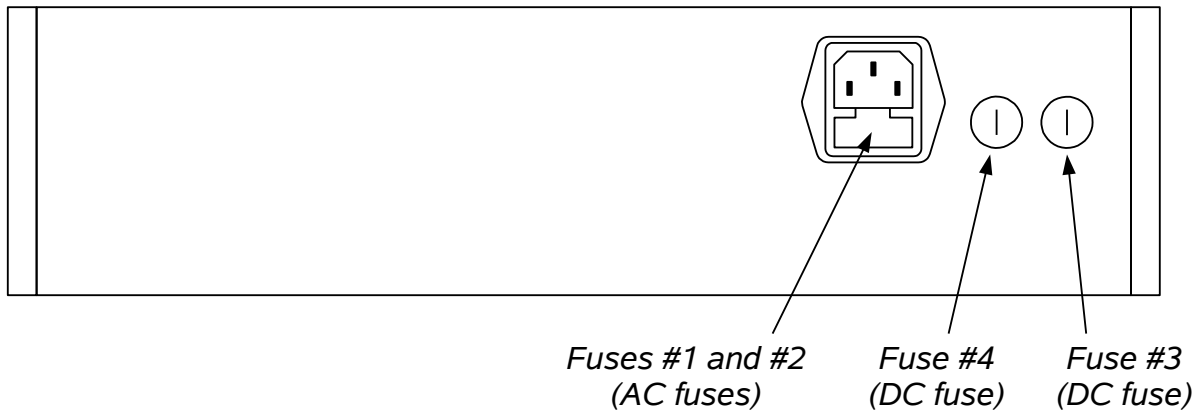 Fuses #1 and #2
(AC fuses)
Fuse #4
(DC fuse)
Fuse #3
(DC fuse)